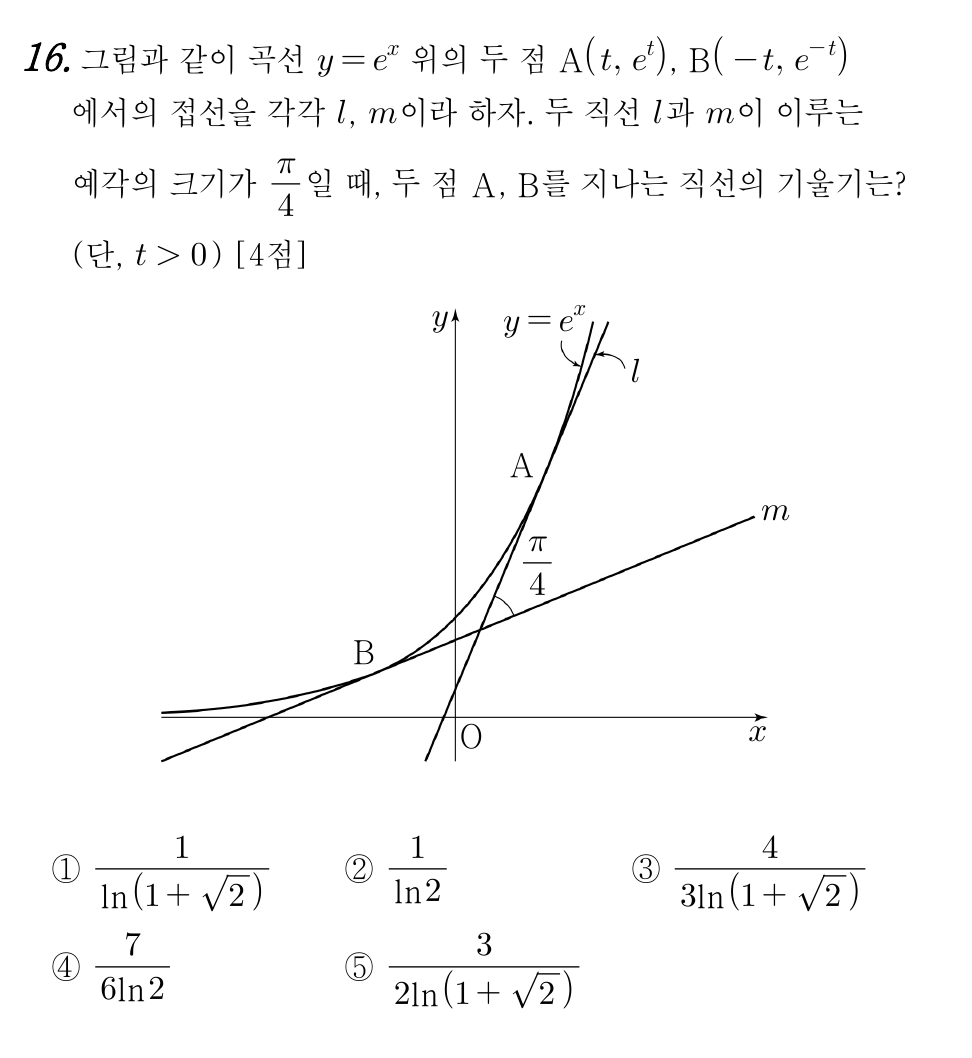 16. 그림과 같이 곡선 y=eˣ 위의 두 점 A(t, eᵗ), B(−t, e⁻ᵗ)
에서의 접선을 각각 l, m이라 하자. 두 직선 l과 m이 이루는
예각의 크기가 π/4일 때, 두 점 A, B를 지나는 직선의 기울기는?
(단, t > 0) [4점]
y
y=eˣ
l
A
m
π/4
B
O
x
① 1/ln(1+√2) ② 1/ln2 ③ 4/3ln(1+√2)
④ 7/6ln2 ⑤ 3/2ln(1+√2)